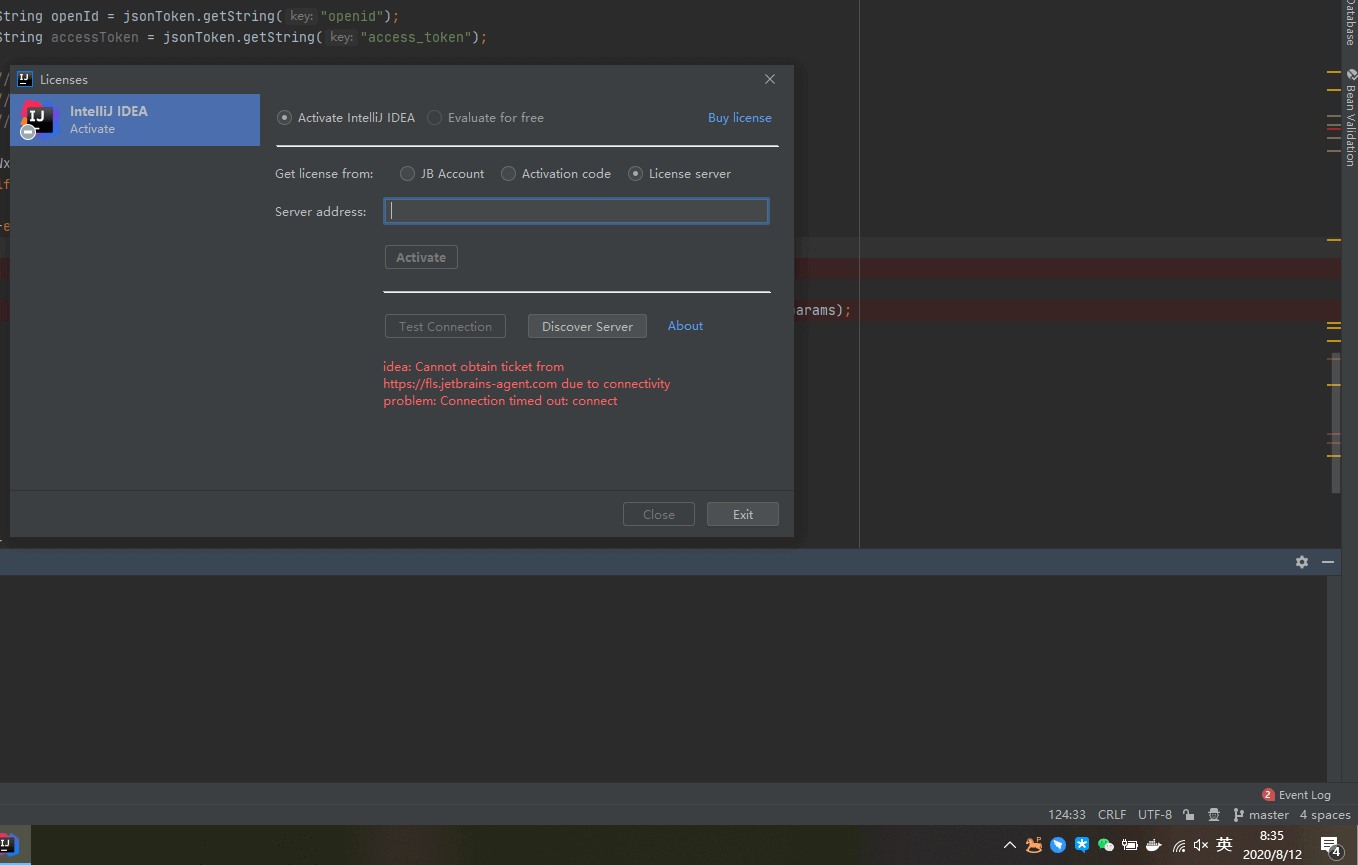 String openId = jsonToken.getString( key: "openid");
String accessToken = jsonToken.getString( key: "access_token");
Database
Bean Validation
//
//
//
Licenses
IntelliJ IDEA
Activate
Activate IntelliJ IDEA
Evaluate for free
Buy license
Get license from:
JB Account
Activation code
License server
Server address:
Activate
Test Connection
Discover Server
About
params);
idea: Cannot obtain ticket from
https://fls.jetbrains-agent.com due to connectivity
problem: Connection timed out: connect
Close
Exit
2 Event Log
124:33 CRLF UTF-8 master 4 spaces
英
8:35
2020/8/12
4